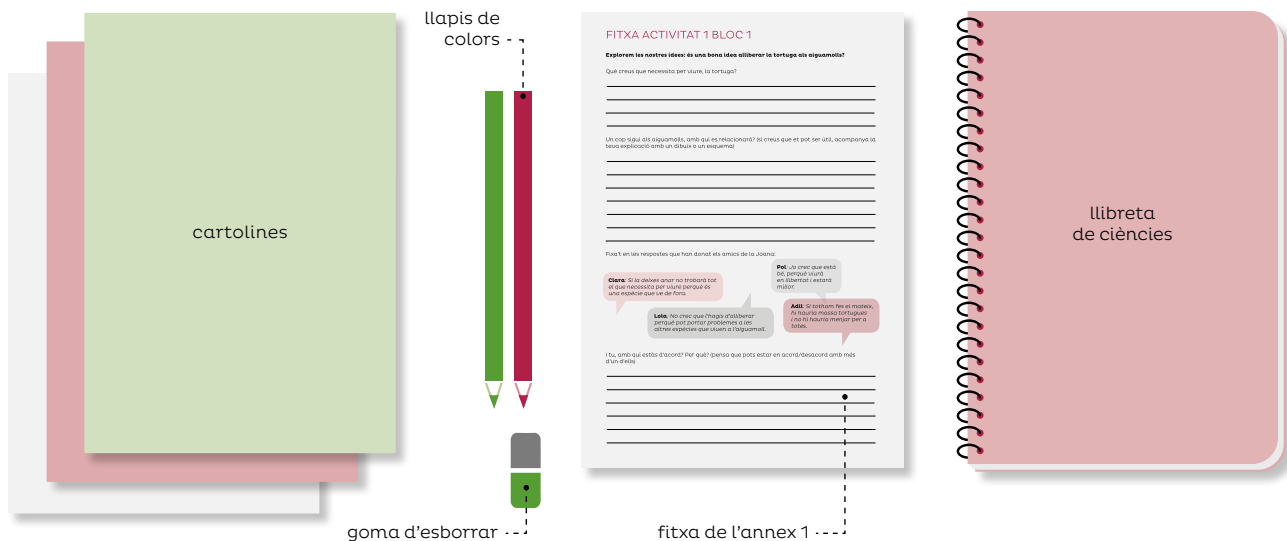 cartolines
llapis de
colors
goma d'esborrar
FITXA ACTIVITAT 1 BLOC 1
Explorem les nostres idees: és una bona idea alliberar la tortuga als aiguamolls?
Què creus que necessita per viure, la tortuga?
Un cop sigui als aiguamolls, amb qui es relacionarà? (si creus que et pot ser útil, acompanya la
teva explicació amb un dibuix o un esquema)
Fixa't en les respostes que han donat els amics de la Joana:
Clara: Si la deixes anar no trobarà tot
el que necessita per viure perquè és
una espècie que ve de fora.
Pol: Jo crec que està
bé, perquè viurà
en llibertat i estarà
millor.
Lola: No crec que l'hagis d'alliberar
perquè pot portar problemes a les
altres espècies que viuen a l'aiguamoll.
Adil: Si tothom fes el mateix,
hi hauria massa tortugues
i no hi hauria menjar per a
totes.
I tu, amb qui estàs d'acord? Per què? (pensa que pots estar en acord/desacord amb més
d'un d'ells)
fitxa de l'annex 1
llibreta
de ciències